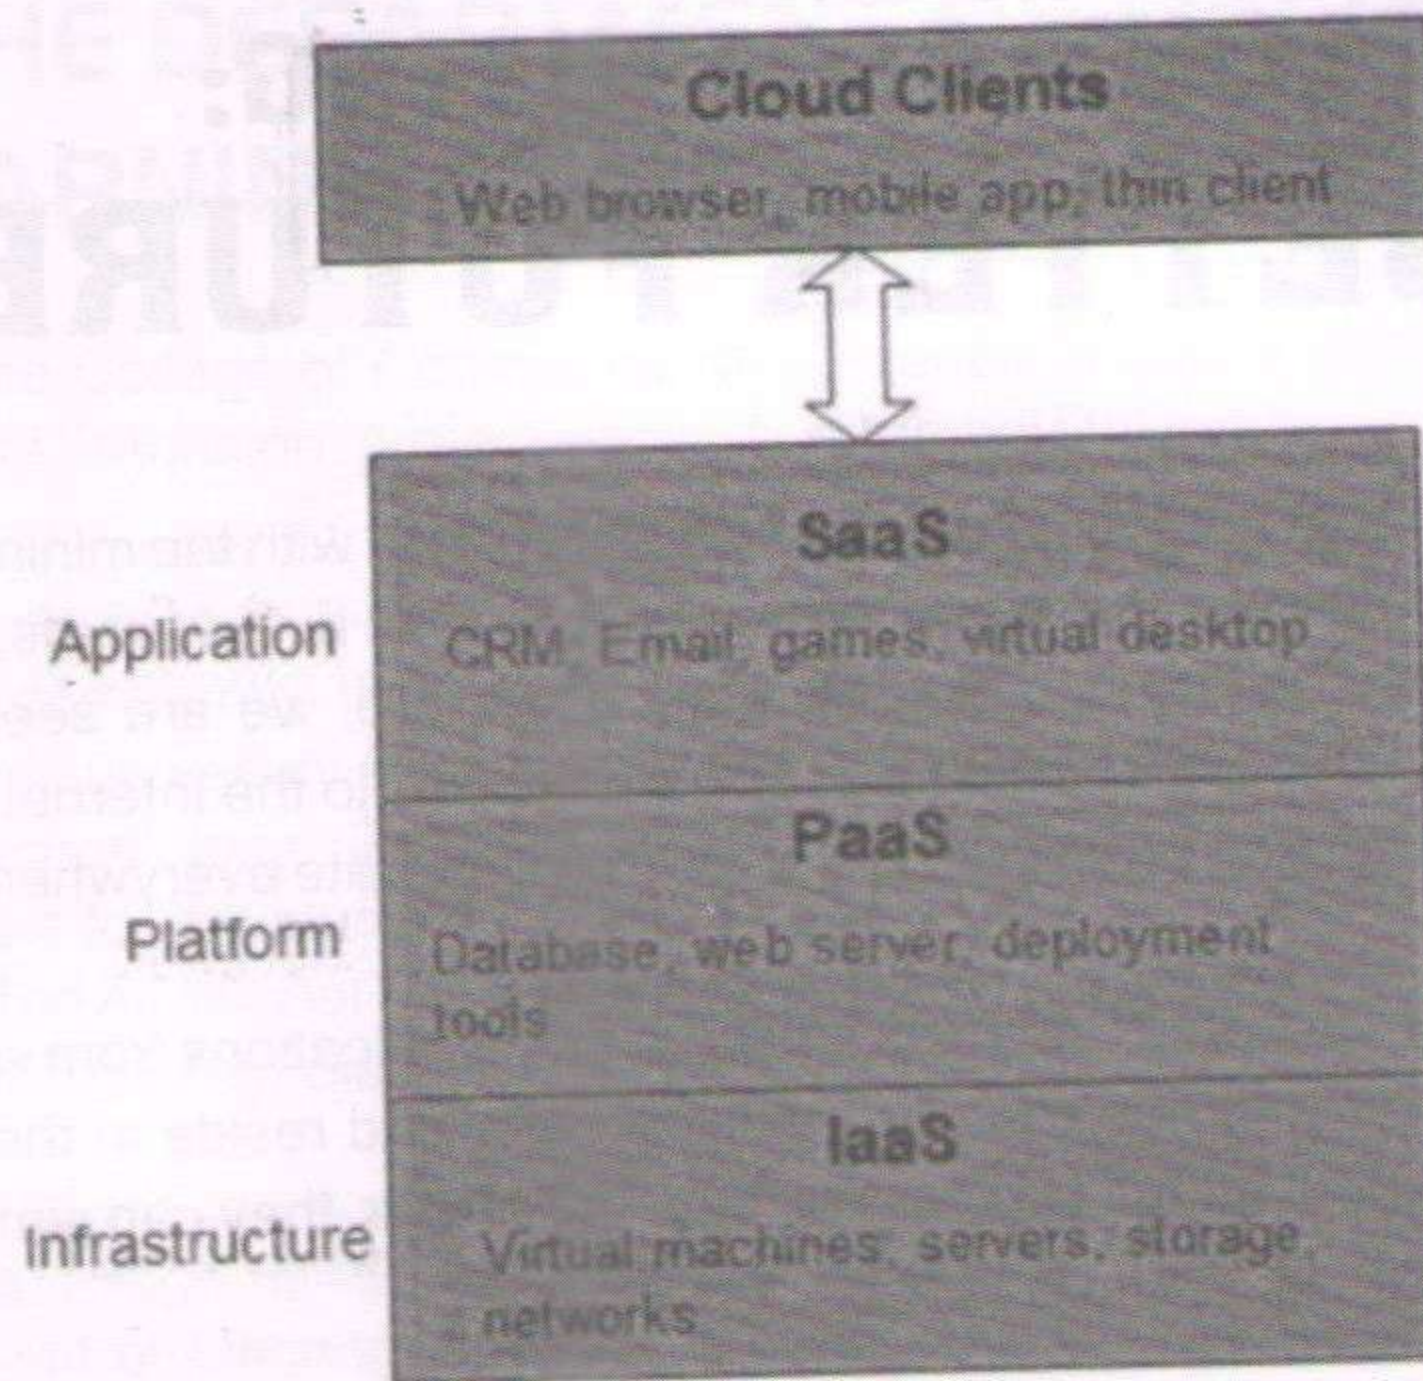 Cloud Clients
Web browser, mobile app, thin client
SaaS
Application
CRM, Email, games, virtual desktop
PaaS
Platform
Database, web server, deployment
tools
IaaS
Infrastructure
Virtual machines, servers, storage,
networks